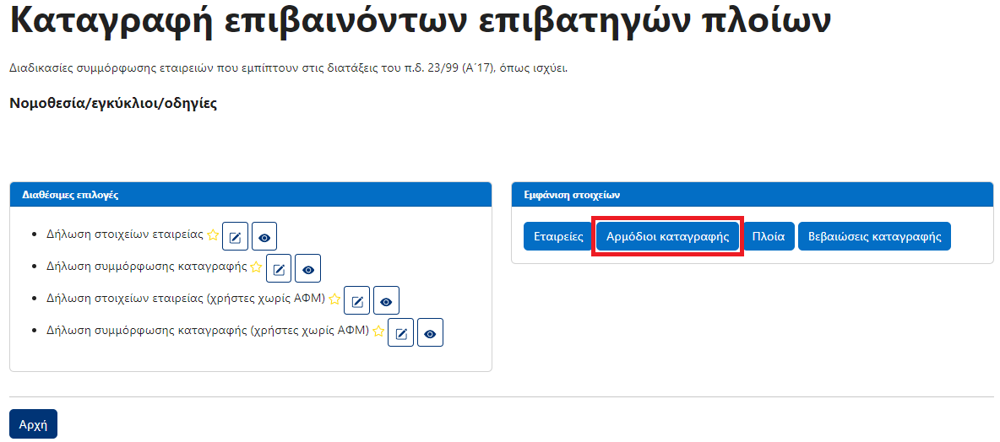 Καταγραφή επιβαινόντων επιβατηγών πλοίων
Διαδικασίες συμμόρφωσης εταιρειών που εμπίπτουν στις διατάξεις του π.δ. 23/99 (Α΄17), όπως ισχύει.
Νομοθεσία/εγκύκλιοι/οδηγίες
Διαθέσιμες επιλογές
Δήλωση στοιχείων εταιρείας
Δήλωση συμμόρφωσης καταγραφής
Δήλωση στοιχείων εταιρείας (χρήστες χωρίς ΑΦΜ)
Δήλωση συμμόρφωσης καταγραφής (χρήστες χωρίς ΑΦΜ)
Εμφάνιση στοιχείων
Εταιρείες Αρμόδιοι καταγραφής Πλοία Βεβαιώσεις καταγραφής
Αρχή